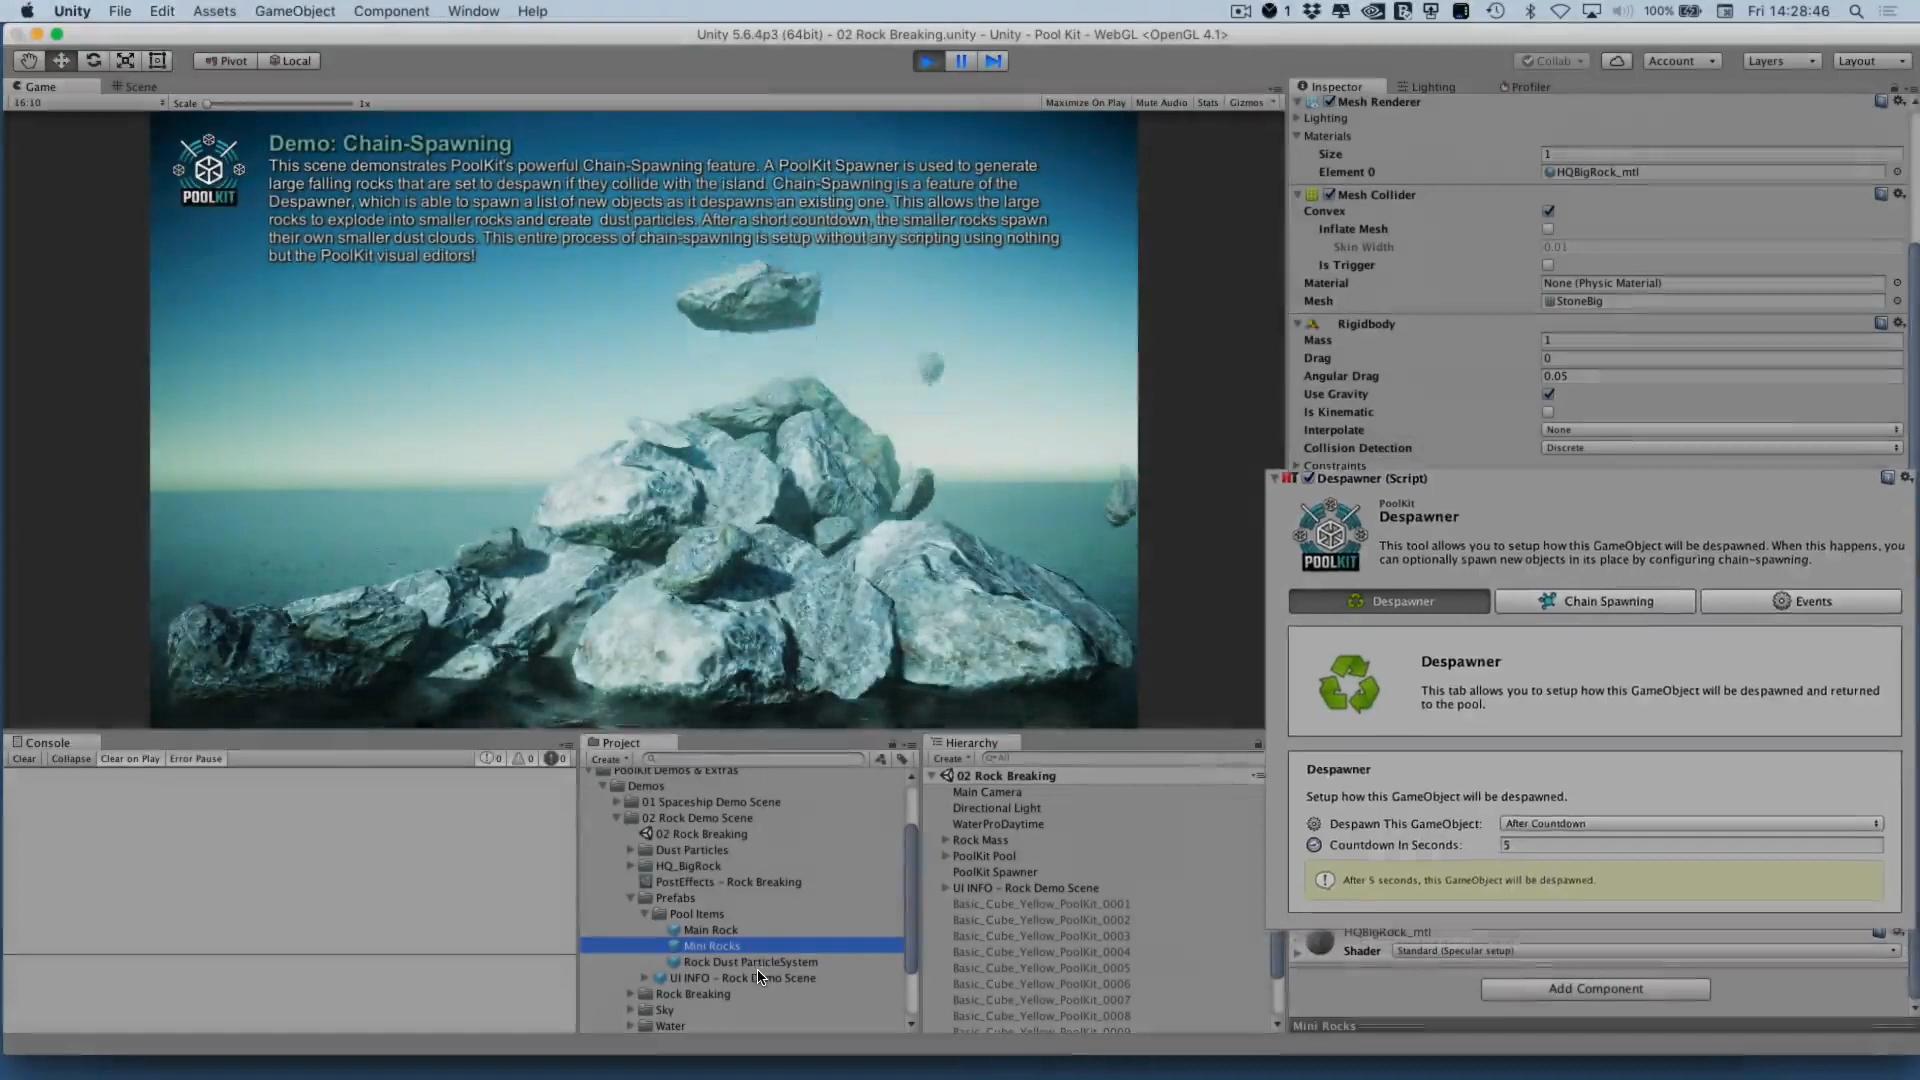 Unity File Edit Assets GameObject Component Window Help
1 100% Fri 14:28:46
Unity 5.6.4p3 (64bit) - 02 Rock Breaking.unity - Unity - Pool Kit - WebGL <OpenGL 4.1>
Pivot Local
Collab Account Layers Layout
Game Scene
16:10 Scale 1x
Maximize On Play Mute Audio Stats Gizmos
POOLKIT
Demo: Chain-Spawning
This scene demonstrates PoolKit's powerful Chain-Spawning feature. A PoolKit Spawner is used to generate
large falling rocks that are set to despawn if they collide with the island. Chain-Spawning is a feature of the
Despawner, which is able to spawn a list of new objects as it despawns an existing one. This allows the large
rocks to explode into smaller rocks and create dust particles. After a short countdown, the smaller rocks spawn
their own smaller dust clouds. This entire process of chain-spawning is setup without any scripting using nothing
but the PoolKit visual editors!
Inspector Lighting Profiler
Mesh Renderer
Lighting
Materials
Size 1
Element 0 HQBigRock_mtl
Mesh Collider
Convex
Inflate Mesh
Skin Width 0.01
Is Trigger
Material None (Physic Material)
Mesh StoneBig
Rigidbody
Mass 1
Drag 0
Angular Drag 0.05
Use Gravity
Is Kinematic
Interpolate None
Collision Detection Discrete
Constraints
Despawner (Script)
POOLKIT
PoolKit
Despawner
This tool allows you to setup how this GameObject will be despawned. When this happens, you
can optionally spawn new objects in its place by configuring chain-spawning.
Despawner Chain Spawning Events
Despawner
This tab allows you to setup how this GameObject will be despawned and returned
to the pool.
Despawner
Setup how this GameObject will be despawned.
Despawn This GameObject: After Countdown
Countdown In Seconds: 5
After 5 seconds, this GameObject will be despawned.
HQBigRock_mtl
Shader Standard (Specular setup)
Add Component
Mini Rocks
Console
Clear Collapse Clear on Play Error Pause 0 0 0
Project
Create
PoolKit Demos & Extras
Demos
01 Spaceship Demo Scene
02 Rock Demo Scene
02 Rock Breaking
Dust Particles
HQ_BigRock
PostEffects - Rock Breaking
Prefabs
Pool Items
Main Rock
Mini Rocks
Rock Dust ParticleSystem
UI INFO - Rock Demo Scene
Rock Breaking
Sky
Water
Hierarchy
Create All
02 Rock Breaking
Main Camera
Directional Light
WaterProDaytime
Rock Mass
PoolKit Pool
PoolKit Spawner
UI INFO - Rock Demo Scene
Basic_Cube_Yellow_PoolKit_0001
Basic_Cube_Yellow_PoolKit_0002
Basic_Cube_Yellow_PoolKit_0003
Basic_Cube_Yellow_PoolKit_0004
Basic_Cube_Yellow_PoolKit_0005
Basic_Cube_Yellow_PoolKit_0006
Basic_Cube_Yellow_PoolKit_0007
Basic_Cube_Yellow_PoolKit_0008
Basic_Cube_Yellow_PoolKit_0009